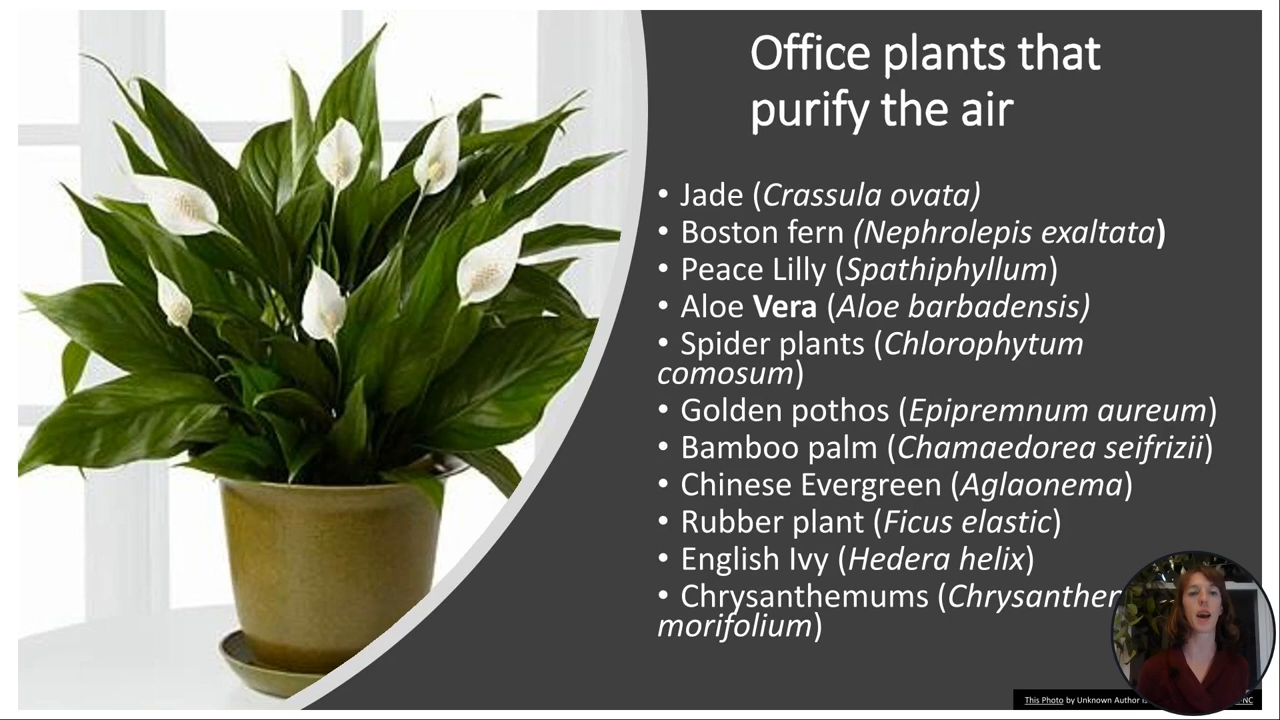 Office plants that
purify the air
• Jade (Crassula ovata)
• Boston fern (Nephrolepis exaltata)
• Peace Lilly (Spathiphyllum)
• Aloe Vera (Aloe barbadensis)
• Spider plants (Chlorophytum
comosum)
• Golden pothos (Epipremnum aureum)
• Bamboo palm (Chamaedorea seifrizii)
• Chinese Evergreen (Aglaonema)
• Rubber plant (Ficus elastic)
• English Ivy (Hedera helix)
• Chrysanthemums (
morifolium)
This Photo by Unknown Author NC